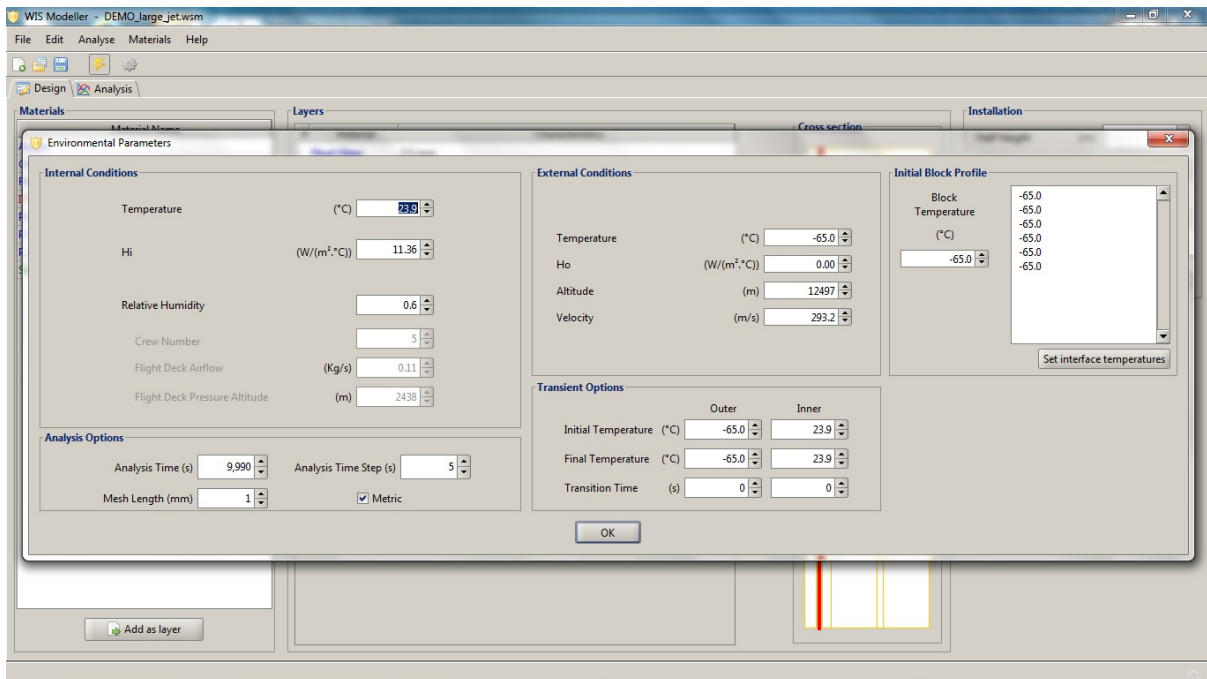 WIS Modeller - DEMO_large_jet.wsm
File Edit Analyse Materials Help
Design Analysis
Materials
Layers
Installation
Material Name
Cross section
Environmental Parameters
Internal Conditions
Temperature (°C) 23.9
Hi (W/(m².°C)) 11.36
Relative Humidity 0.6
Crew Number 5
Flight Deck Airflow (Kg/s) 0.11
Flight Deck Pressure Altitude (m) 2438
Analysis Options
Analysis Time (s) 9,990 Analysis Time Step (s) 5
Mesh Length (mm) 1 Metric
External Conditions
Temperature (°C) -65.0
Ho (W/(m².°C)) 0.00
Altitude (m) 12497
Velocity (m/s) 293.2
Transient Options
Outer Inner
Initial Temperature (°C) -65.0 23.9
Final Temperature (°C) -65.0 23.9
Transition Time (s) 0 0
Initial Block Profile
Block
Temperature
(°C)
-65.0
-65.0
-65.0
-65.0
-65.0
-65.0
-65.0
Set interface temperatures
OK
Add as layer